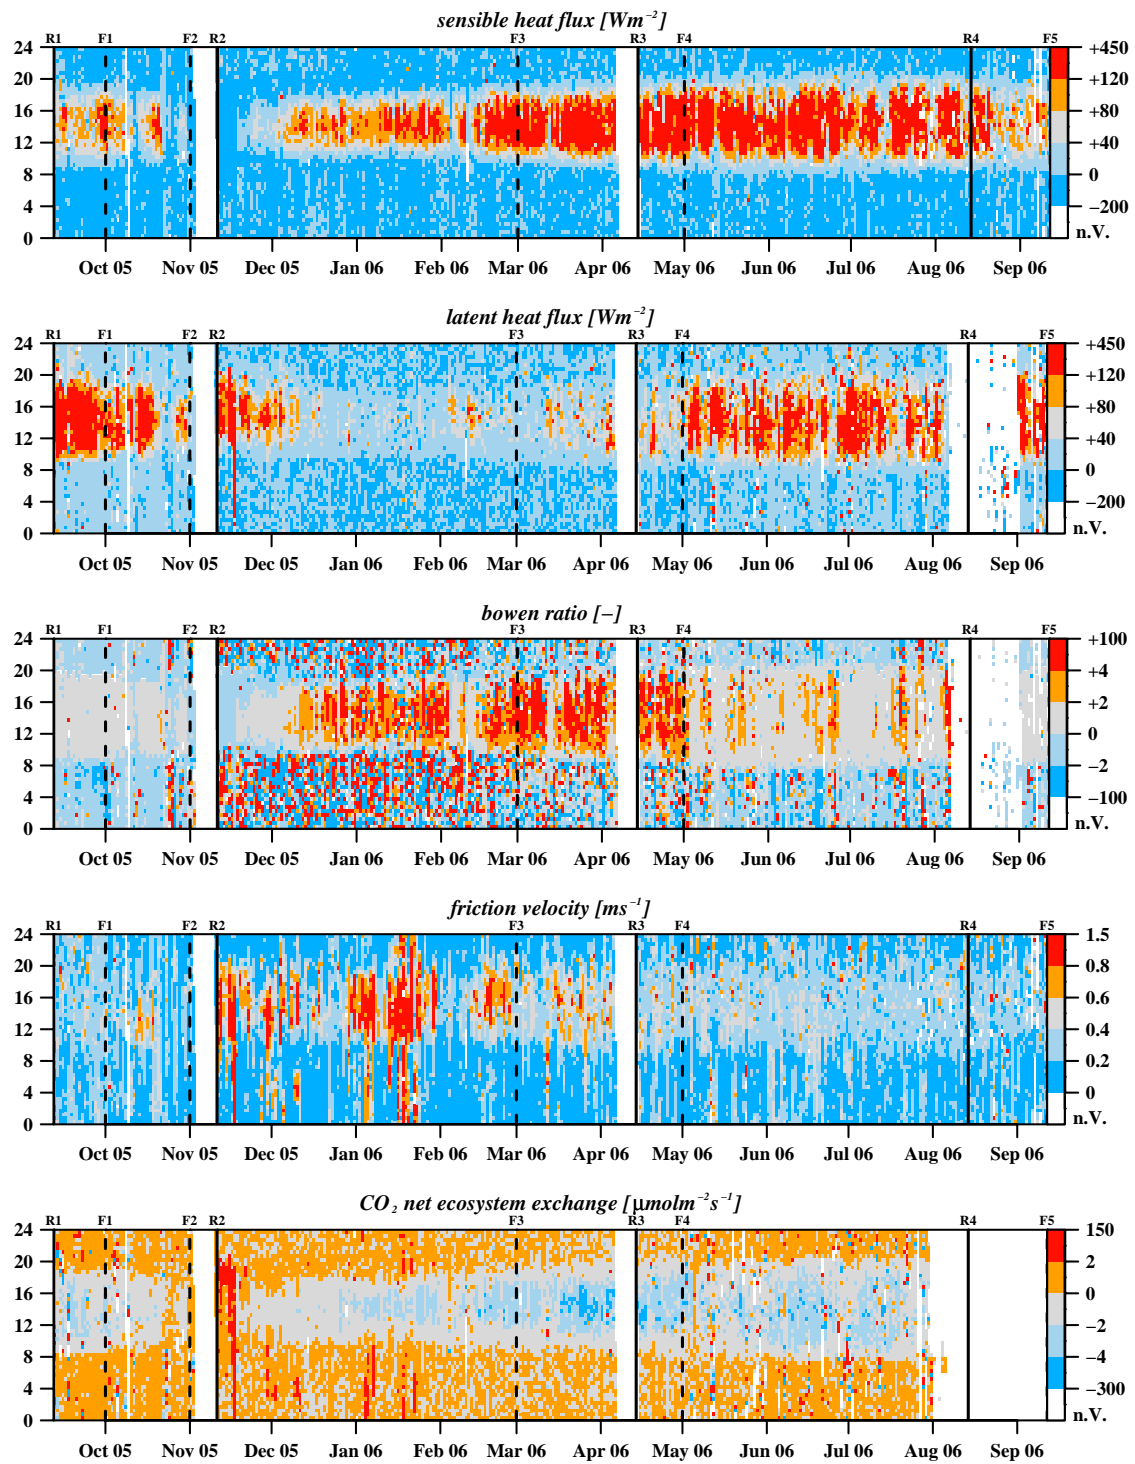 sensible heat flux [Wm−2]
R1 F1 F2 R2 F3 R3 F4 R4 F5
24 20 16 12 8 4 0
+450 +120 +80 +40 0 −200 n.V.
Oct 05 Nov 05 Dec 05 Jan 06 Feb 06 Mar 06 Apr 06 May 06 Jun 06 Jul 06 Aug 06 Sep 06
latent heat flux [Wm−2]
R1 F1 F2 R2 F3 R3 F4 R4 F5
24 20 16 12 8 4 0
+450 +120 +80 +40 0 −200 n.V.
Oct 05 Nov 05 Dec 05 Jan 06 Feb 06 Mar 06 Apr 06 May 06 Jun 06 Jul 06 Aug 06 Sep 06
bowen ratio [−]
R1 F1 F2 R2 F3 R3 F4 R4 F5
24 20 16 12 8 4 0
+100 +4 +2 0 −2 −100 n.V.
Oct 05 Nov 05 Dec 05 Jan 06 Feb 06 Mar 06 Apr 06 May 06 Jun 06 Jul 06 Aug 06 Sep 06
friction velocity [ms−1]
R1 F1 F2 R2 F3 R3 F4 R4 F5
24 20 16 12 8 4 0
1.5 0.8 0.6 0.4 0.2 0 n.V.
Oct 05 Nov 05 Dec 05 Jan 06 Feb 06 Mar 06 Apr 06 May 06 Jun 06 Jul 06 Aug 06 Sep 06
CO2 net ecosystem exchange [μmolm−2s−1]
R1 F1 F2 R2 F3 R3 F4 R4 F5
24 20 16 12 8 4 0
150 2 0 −2 −4 −300 n.V.
Oct 05 Nov 05 Dec 05 Jan 06 Feb 06 Mar 06 Apr 06 May 06 Jun 06 Jul 06 Aug 06 Sep 06